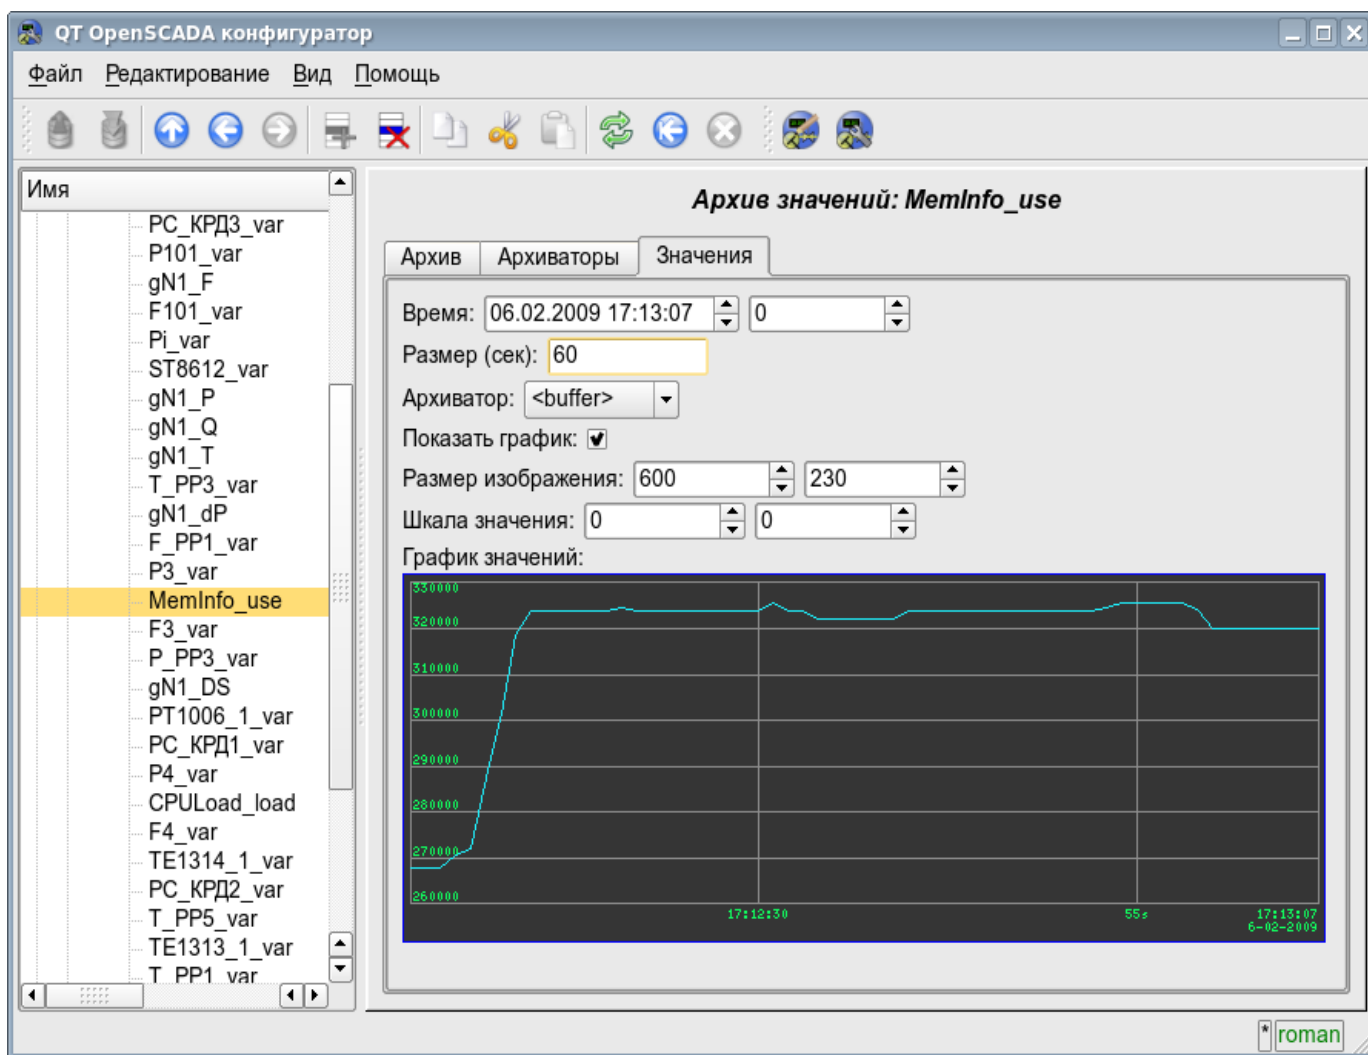 QT OpenSCADA конфигуратор
Файл Редактирование Вид Помощь
Имя
РС_КРД3_var
P101_var
gN1_F
F101_var
Pi_var
ST8612_var
gN1_P
gN1_Q
gN1_T
T_PP3_var
gN1_dP
F_PP1_var
P3_var
MemInfo_use
F3_var
P_PP3_var
gN1_DS
PT1006_1_var
РС_КРД1_var
P4_var
CPULoad_load
F4_var
TE1314_1_var
РС_КРД2_var
T_PP5_var
TE1313_1_var
T_PP1_var
Архив значений: MemInfo_use
Архив Архиваторы Значения
Время: 06.02.2009 17:13:07 0
Размер (сек): 60
Архиватор: <buffer>
Показать график:
Размер изображения: 600 230
Шкала значения: 0 0
График значений:
330000
320000
310000
300000
290000
280000
270000
260000
17:12:30 55s 17:13:07
6-02-2009
* roman